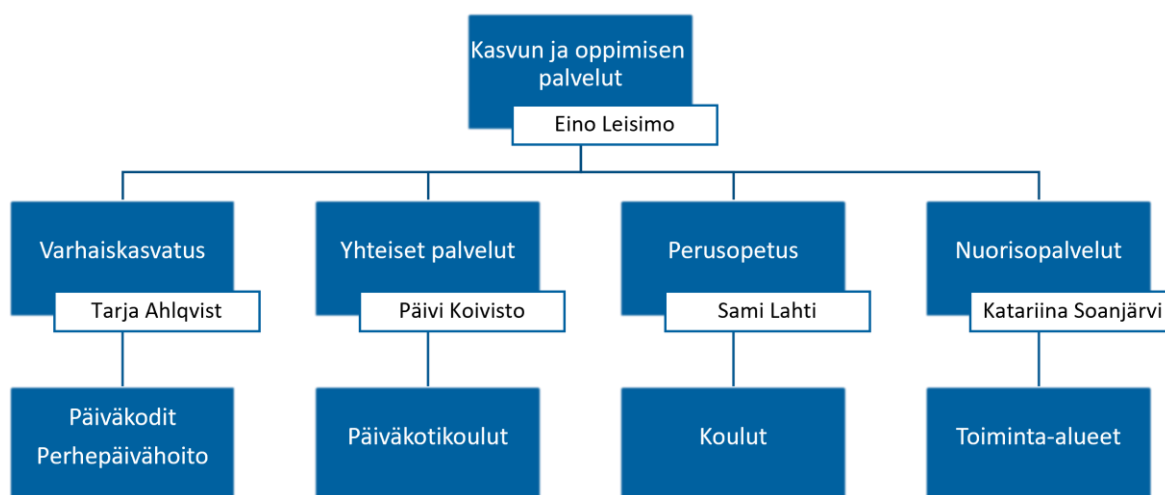 Kasvun ja oppimisen
palvelut
Eino Leisimo
Varhaiskasvatus
Tarja Ahlqvist
Yhteiset palvelut
Päivi Koivisto
Perusopetus
Sami Lahti
Nuorisopalvelut
Katariina Soanjärvi
Päiväkodit
Perhepäivähoito
Päiväkotikoulut
Koulut
Toiminta-alueet